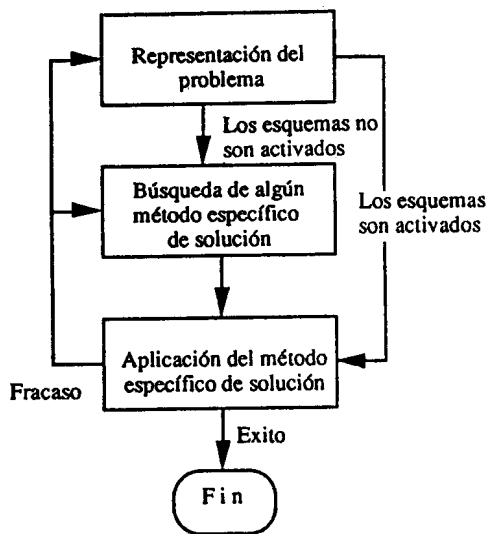 Representación del
problema
Los esquemas no
son activados
Búsqueda de algún
método específico
de solución
Los esquemas
son activados
Aplicación del método
específico de solución
Fracaso
Exito
Fin